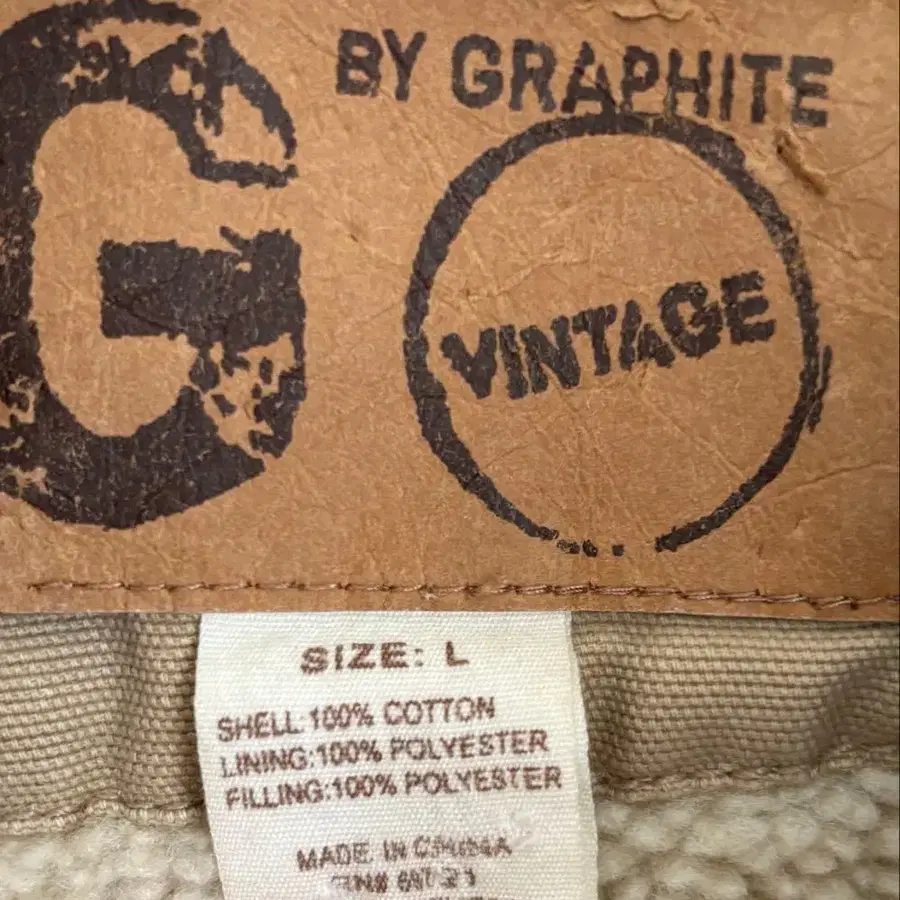 G
BY GRAPHITE
VINTAGE
SIZE: L
SHELL:100% COTTON
LINING:100% POLYESTER
FILLING:100% POLYESTER
MADE IN CHINA